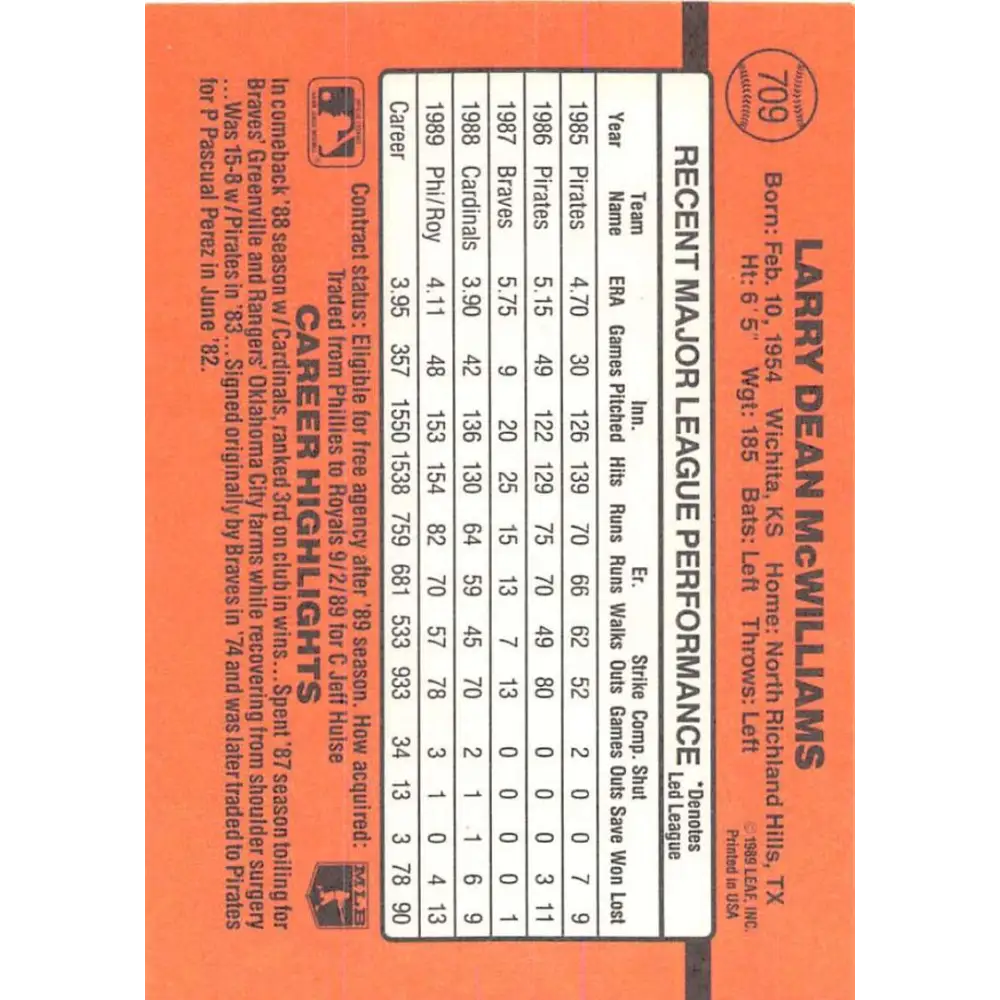 709
LARRY DEAN McWILLIAMS
Born: Feb. 10, 1954 Wichita, KS Home: North Richland Hills, TX
Ht: 6' 5" Wgt: 185 Bats: Left Throws: Left
©1989 LEAF, INC.
Printed in USA
RECENT MAJOR LEAGUE PERFORMANCE
*Denotes
Led League
Team Inn. Er. Strike Comp. Shut
Year Name ERA Games Pitched Hits Runs Runs Walks Outs Games Outs Save Won Lost
1985 Pirates 4.70 30 126 139 70 66 62 52 2 0 0 7 9
1986 Pirates 5.15 49 122 129 75 70 49 80 0 0 0 3 11
1987 Braves 5.75 9 20 25 15 13 7 13 0 0 0 0 1
1988 Cardinals 3.90 42 136 130 64 59 45 70 2 1 1 6 9
1989 Phi/Roy 4.11 48 153 154 82 70 57 78 3 1 0 4 13
Career 3.95 357 1550 1538 759 681 533 933 34 13 3 78 90
Contract status: Eligible for free agency after '89 season. How acquired:
Traded from Phillies to Royals 9/2/89 for C Jeff Huise
MLB
CAREER HIGHLIGHTS
In comeback '88 season w/Cardinals, ranked 3rd on club in wins... Spent '87 season toiling for
Braves' Greenville and Rangers' Oklahoma City farms while recovering from shoulder surgery
...Was 15-8 w/Pirates in '83... Signed originally by Braves in '74 and was later traded to Pirates
for P Pascual Perez in June '82.